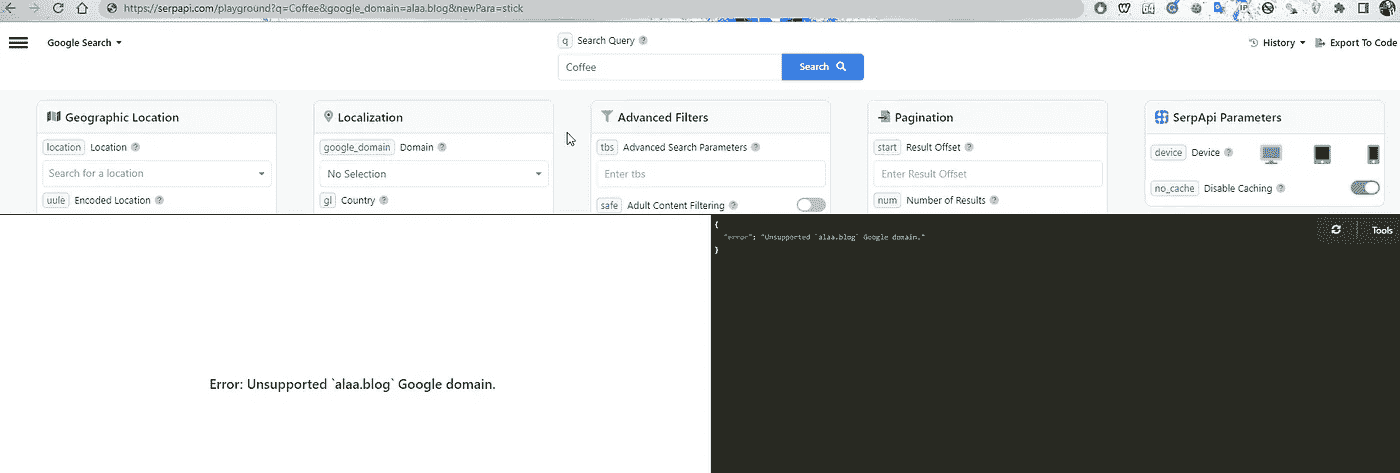 https://serpapi.com/playground?q=Coffee&google_domain=alaa.blog&newPara=stick
Google Search
q Search Query ?
History
Export To Code
Coffee
Search
Geographic Location
location Location ?
Search for a location
uule Encoded Location ?
Localization
google_domain Domain ?
No Selection
gl Country ?
Advanced Filters
tbs Advanced Search Parameters ?
Enter tbs
safe Adult Content Filtering ?
Pagination
start Result Offset ?
Enter Result Offset
num Number of Results ?
SerpApi Parameters
device Device ?
no_cache Disable Caching ?
Error: Unsupported `alaa.blog` Google domain.
{
"error": "Unsupported `alaa.blog` Google domain."
}
Tools